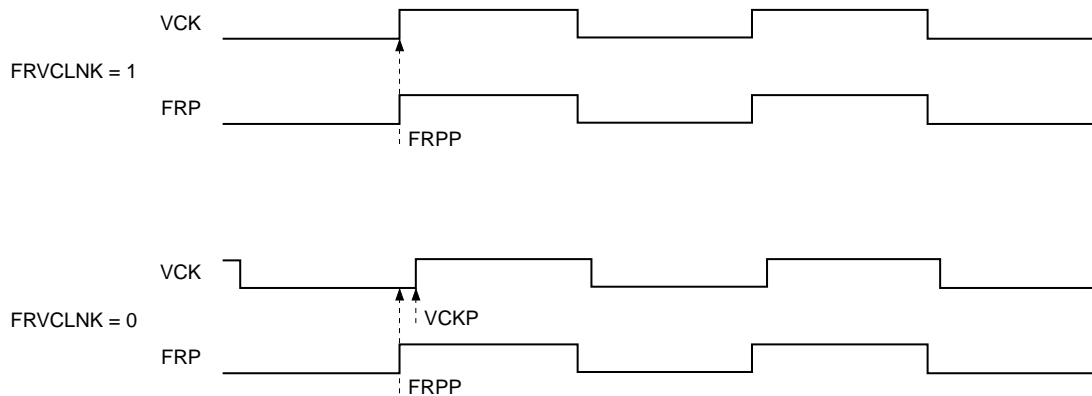 VCK
FRVCLNK = 1
FRP
FRPP
VCK
VCKP
FRVCLNK = 0
FRP
FRPP